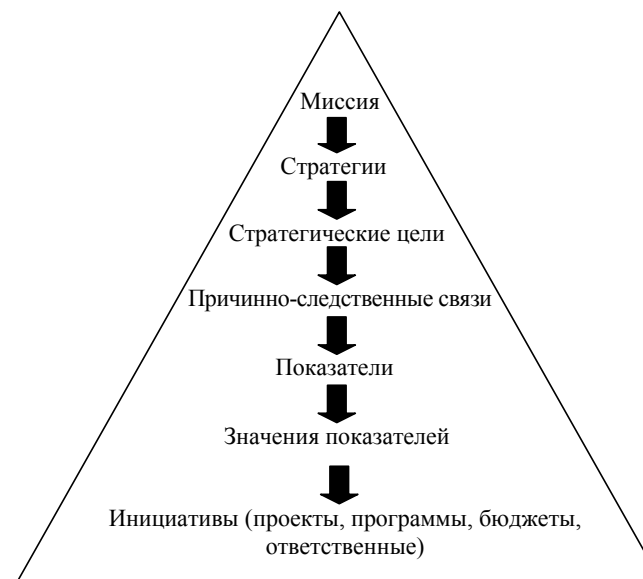 Миссия
Стратегии
Стратегические цели
Причинно-следственные связи
Показатели
Значения показателей
Инициативы (проекты, программы, бюджеты,
ответственные)